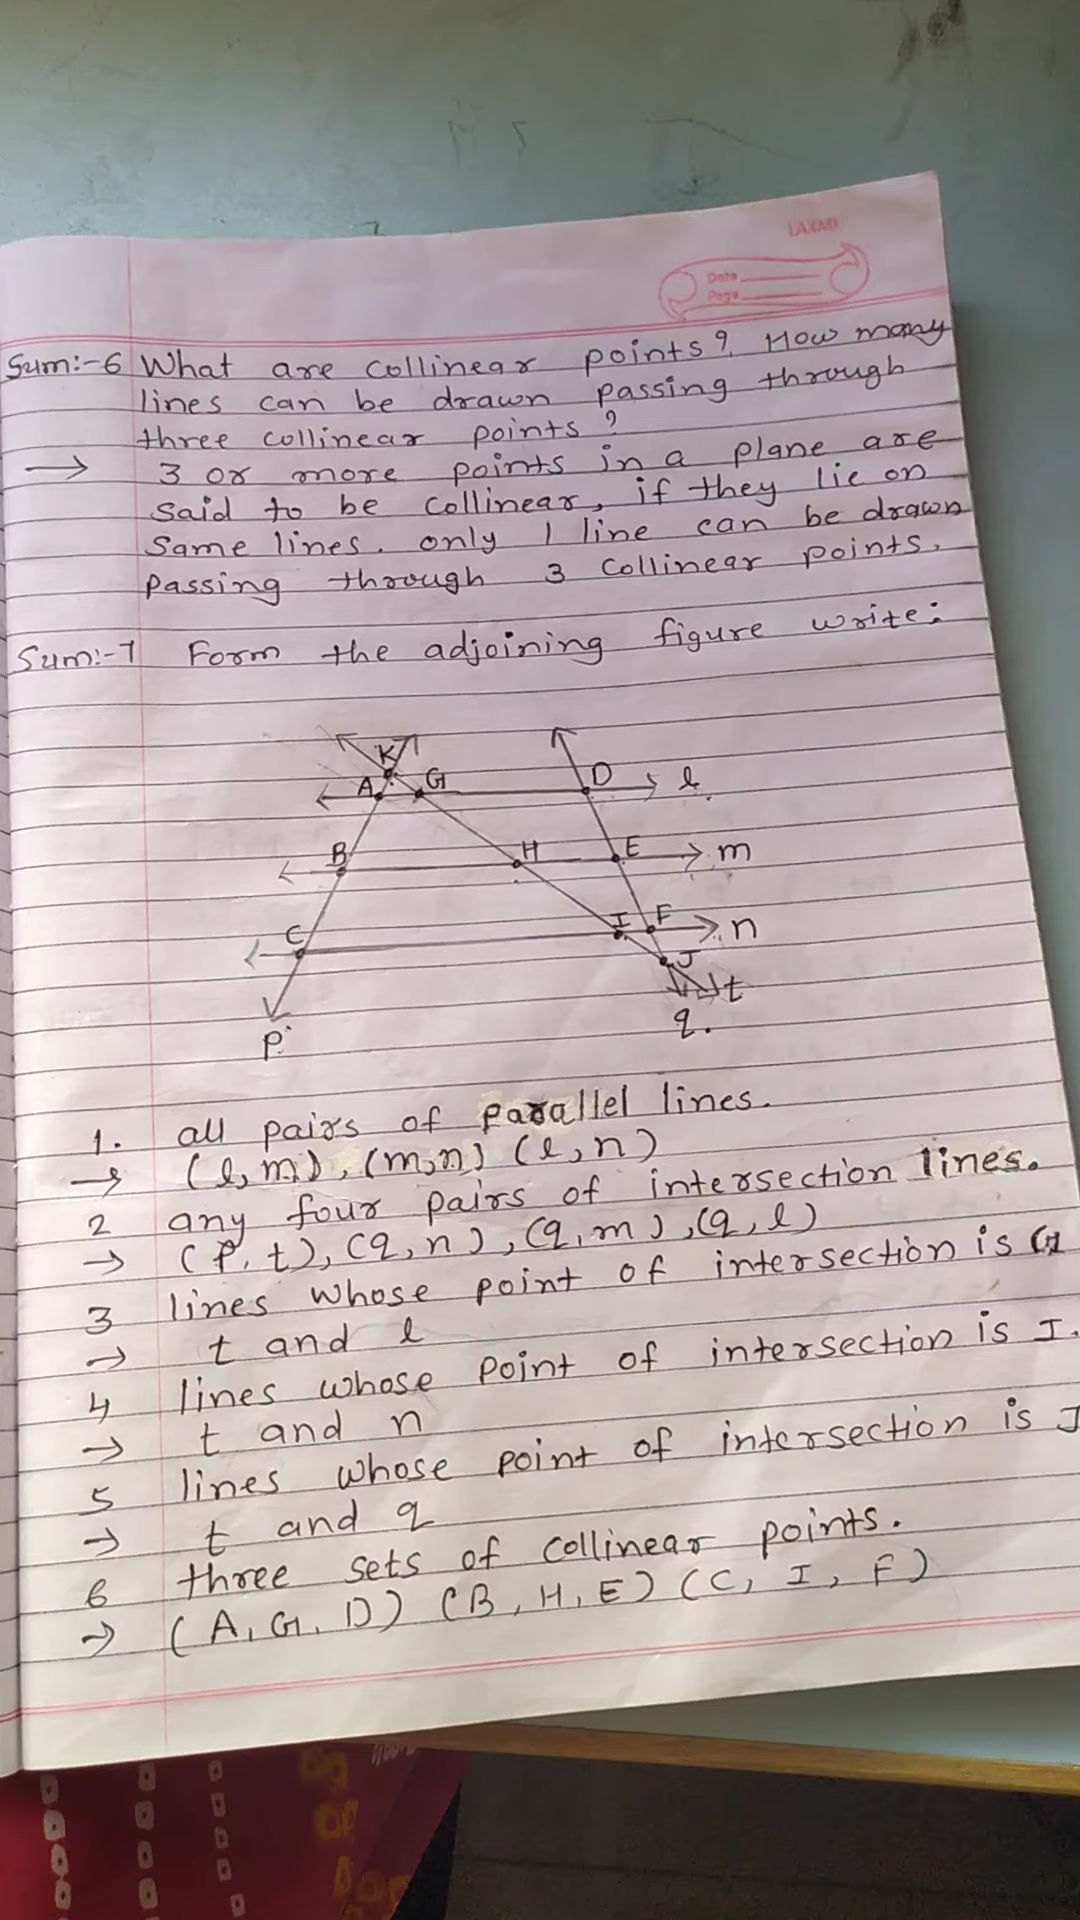 LAXMI
Date
Page
Sum:-6 What are collinear points? How many
lines can be drawn passing through
three collinear points?
→ 3 or more points in a plane are
said to be collinear, if they lie on
same lines. only 1 line can be drawn
passing through 3 collinear points.
Sum:-7 Form the adjoining figure write:
K
A G D l
B H E m
C I F n
J t
q.
P
1. all pairs of parallel lines.
→ (l, m), (m,n) (l,n)
2 any four pairs of intersection lines.
→ (P, t), (q,n), (q,m), (q,l)
3 lines whose point of intersection is G
→ t and l
4 lines whose point of intersection is I.
→ t and n
5 lines whose point of intersection is J
→ t and q
6 three sets of collinear points.
→ (A, G, D) (B, H, E) (C, I, F)